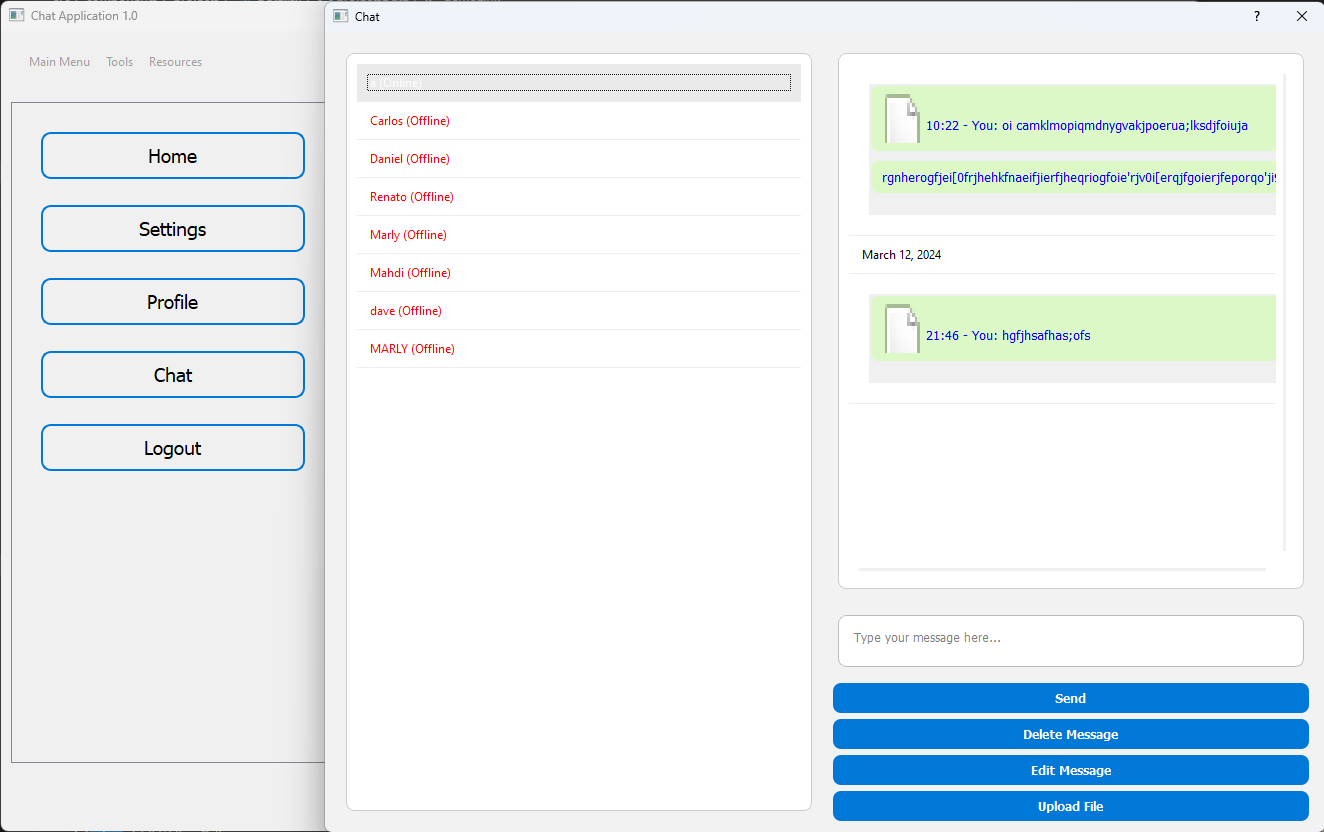 Chat Application 1.0
Main Menu Tools Resources
Home
Settings
Profile
Chat
Logout
Chat
?
(Online)
Carlos (Offline)
Daniel (Offline)
Renato (Offline)
Marly (Offline)
Mahdi (Offline)
dave (Offline)
MARLY (Offline)
10:22 - You: oi camklmopiqmdnygvakjpoerua;lksdjfoiuja
rgnherogfjei[0frjhehkfnaeifjierfjheqriogfoie'rjv0i[erqjfgoierjfeporqo'ji
March 12, 2024
21:46 - You: hgfjhsafhas;ofs
Type your message here...
Send
Delete Message
Edit Message
Upload File